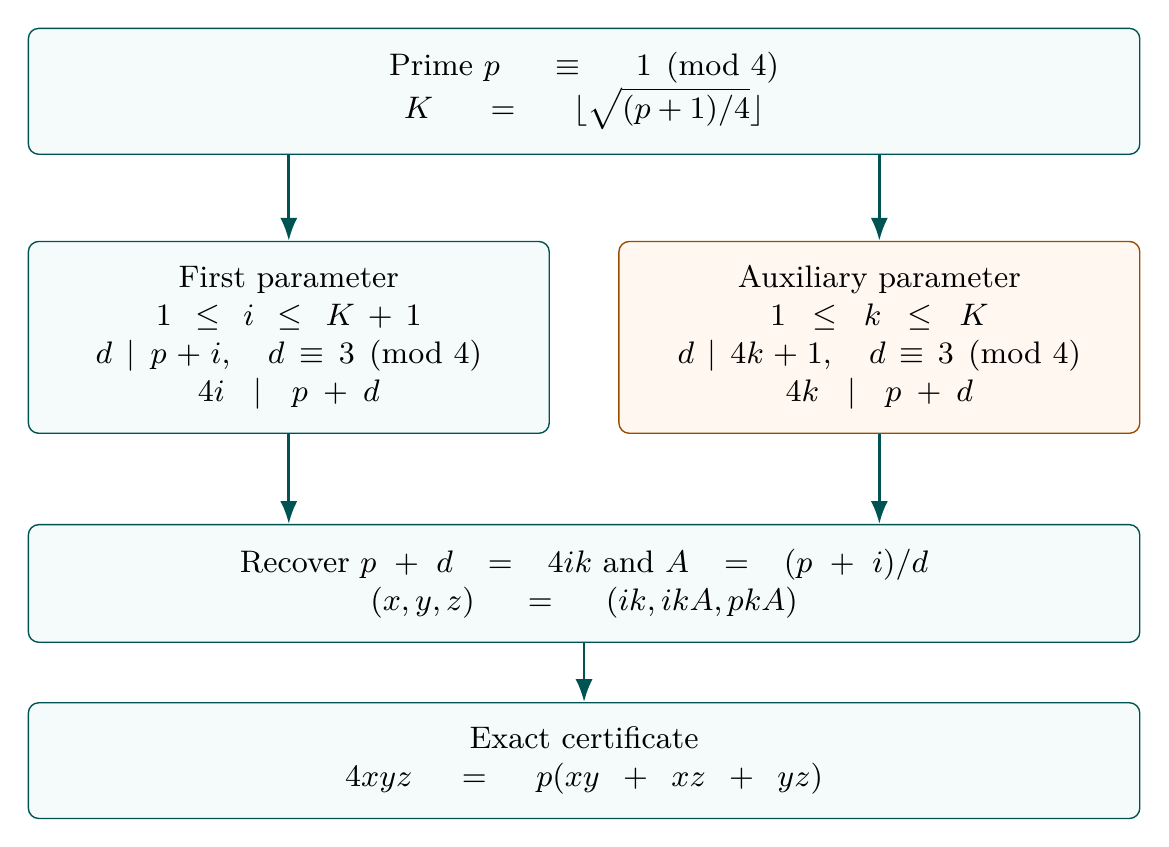 Prime p ≡ 1 (mod 4)
K = ⌊√(p + 1)/4⌋
First parameter
1 ≤ i ≤ K + 1
d | p + i, d ≡ 3 (mod 4)
4i | p + d
Auxiliary parameter
1 ≤ k ≤ K
d | 4k + 1, d ≡ 3 (mod 4)
4k | p + d
Recover p + d = 4ik and A = (p + i)/d
(x, y, z) = (ik, ikA, pkA)
Exact certificate
4xyz = p(xy + xz + yz)